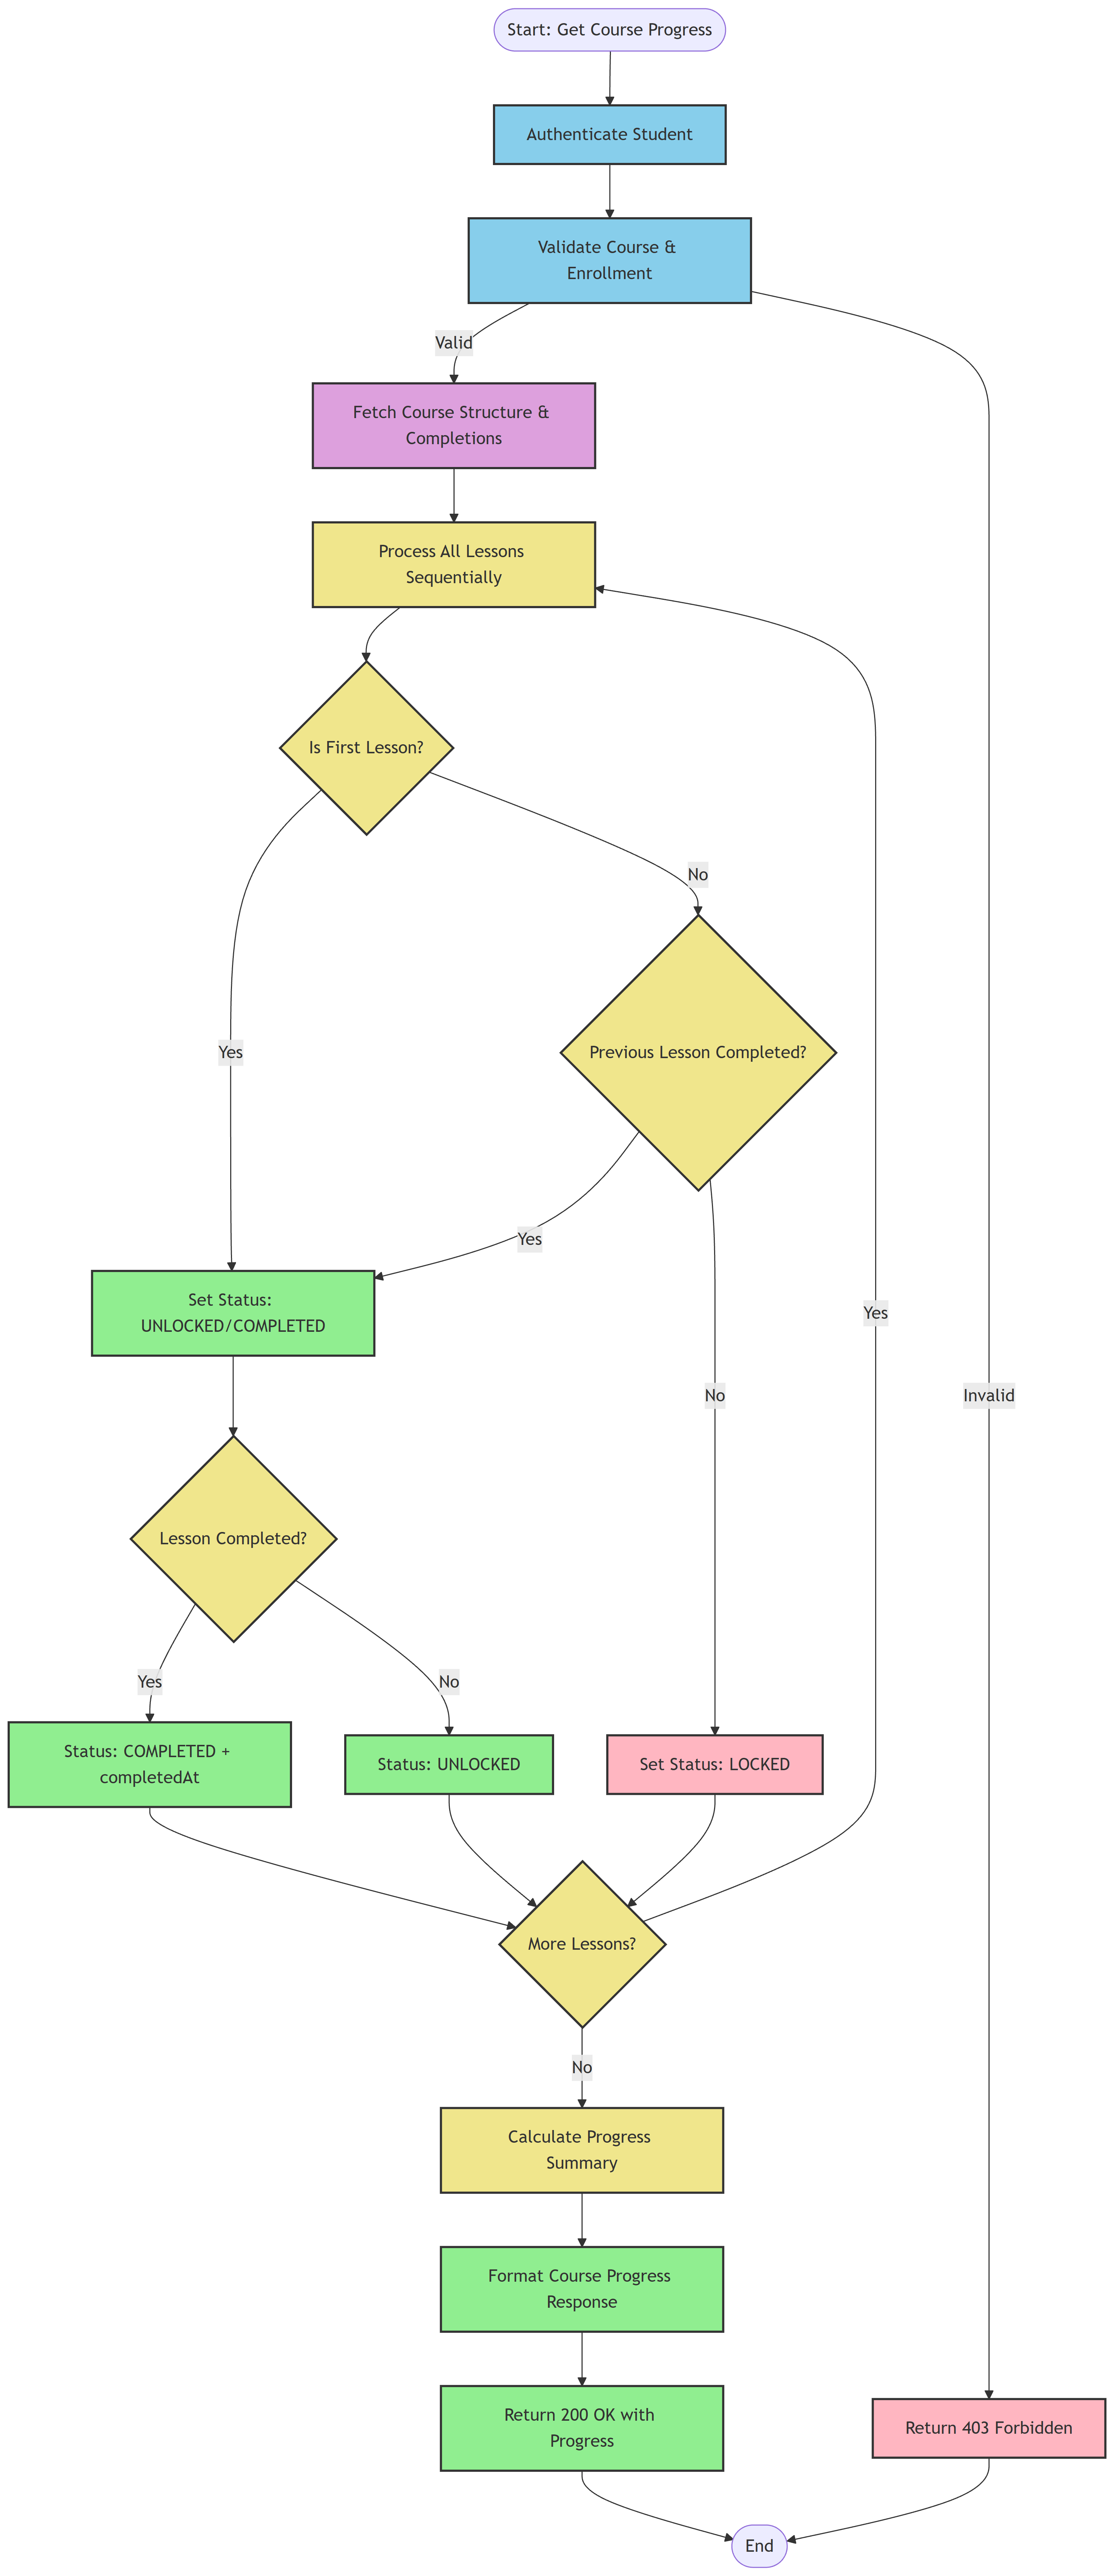 Start: Get Course Progress
Authenticate Student
Validate Course &
Enrollment
Valid
Fetch Course Structure &
Completions
Process All Lessons
Sequentially
Is First Lesson?
No
Yes
Previous Lesson Completed?
Yes
Set Status:
UNLOCKED/COMPLETED
Yes
No
Invalid
Lesson Completed?
Yes
No
Status: COMPLETED +
completedAt
Status: UNLOCKED
Set Status: LOCKED
More Lessons?
No
Calculate Progress
Summary
Format Course Progress
Response
Return 200 OK with
Progress
Return 403 Forbidden
End